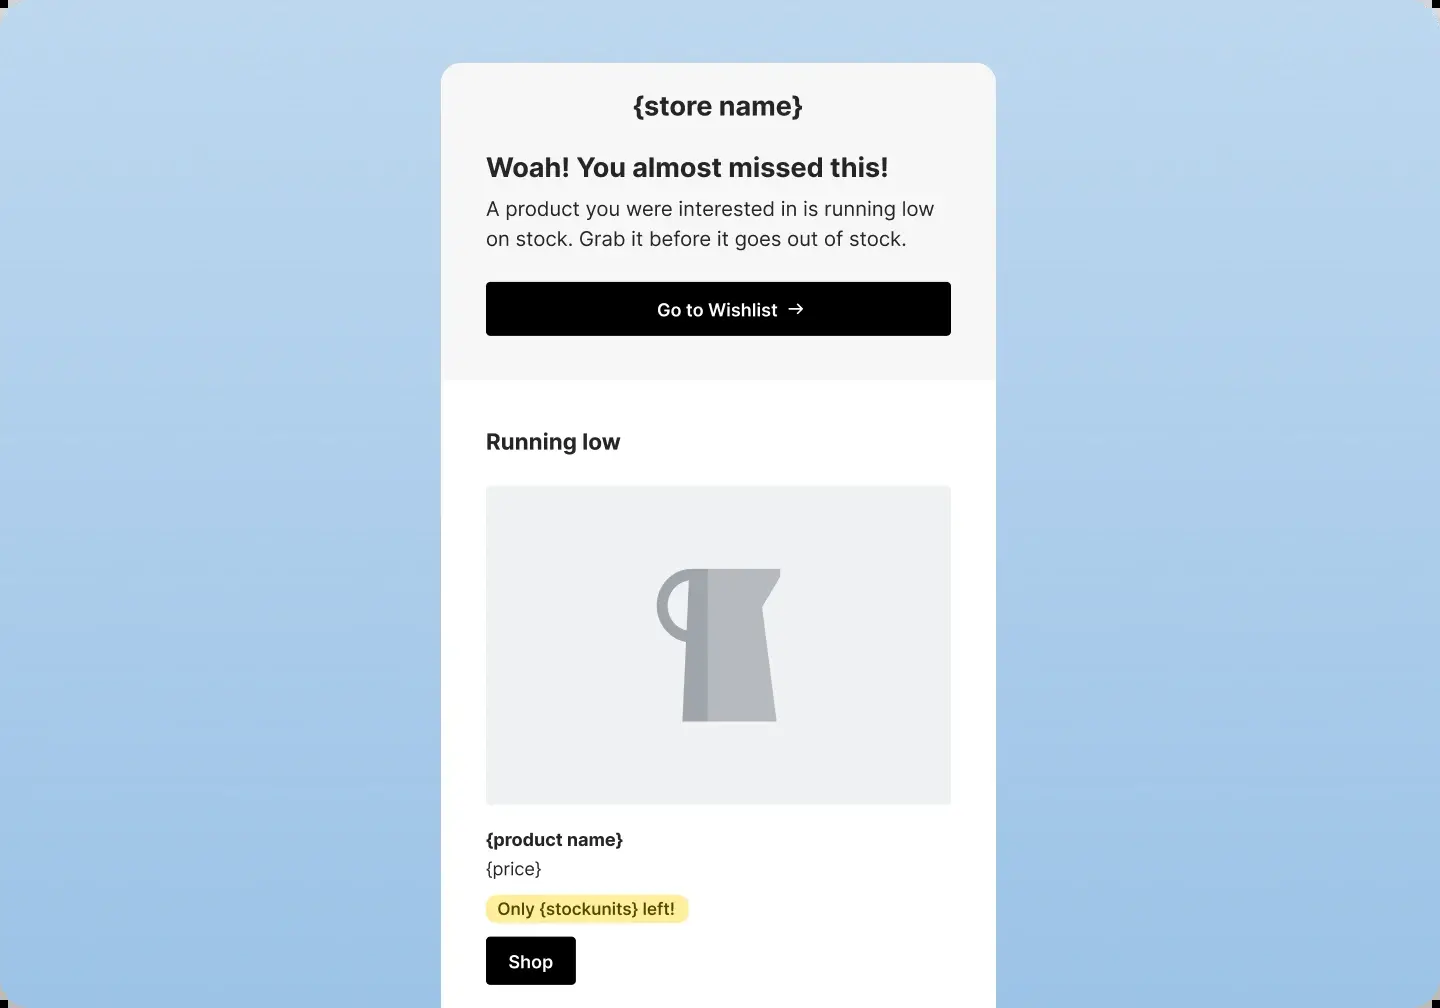 {store name}
Woah! You almost missed this!
A product you were interested in is running low
on stock. Grab it before it goes out of stock.
Go to Wishlist →
Running low
{product name}
{price}
Only {stockunits} left!
Shop